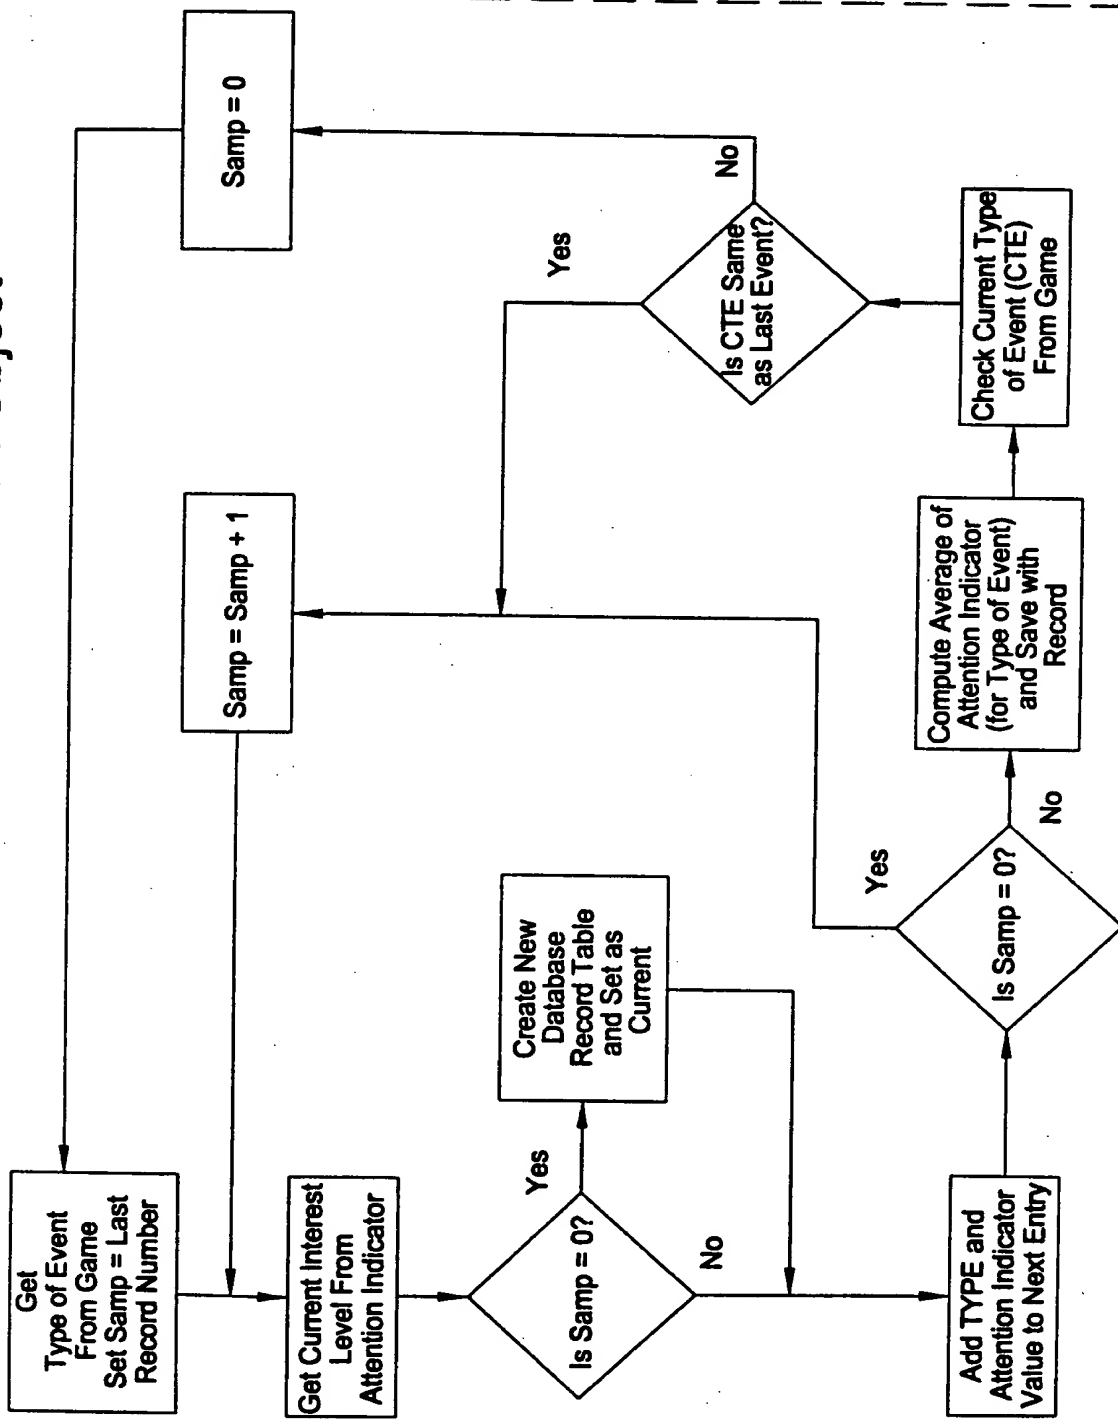 Get
Type of Event
From Game
Set Samp = Last
Record Number
Samp = 0
Samp = Samp + 1
Get Current Interest
Level From
Attention Indicator
Is Samp = 0?
Yes
No
Create New
Database
Record Table
and Set as
Current
Add TYPE and
Attention Indicator
Value to Next Entry
Is Samp = 0?
Yes
No
Compute Average of
Attention Indicator
(for Type of Event)
and Save with
Record
Check Current Type
of Event (CTE)
From Game
Is CTE Same
as Last Event?
Yes
No